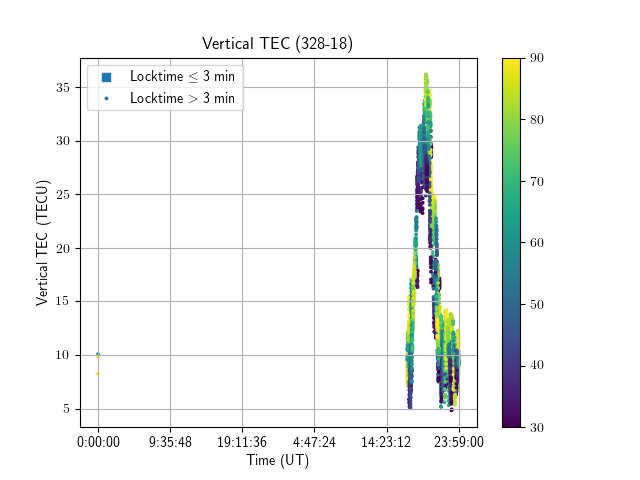 Vertical TEC (328-18)
Locktime ≤ 3 min
Locktime > 3 min
Vertical TEC (TECU)
35
30
25
20
15
10
5
0:00:00 9:35:48 19:11:36 4:47:24 14:23:12 23:59:00
Time (UT)
90
80
70
60
50
40
30